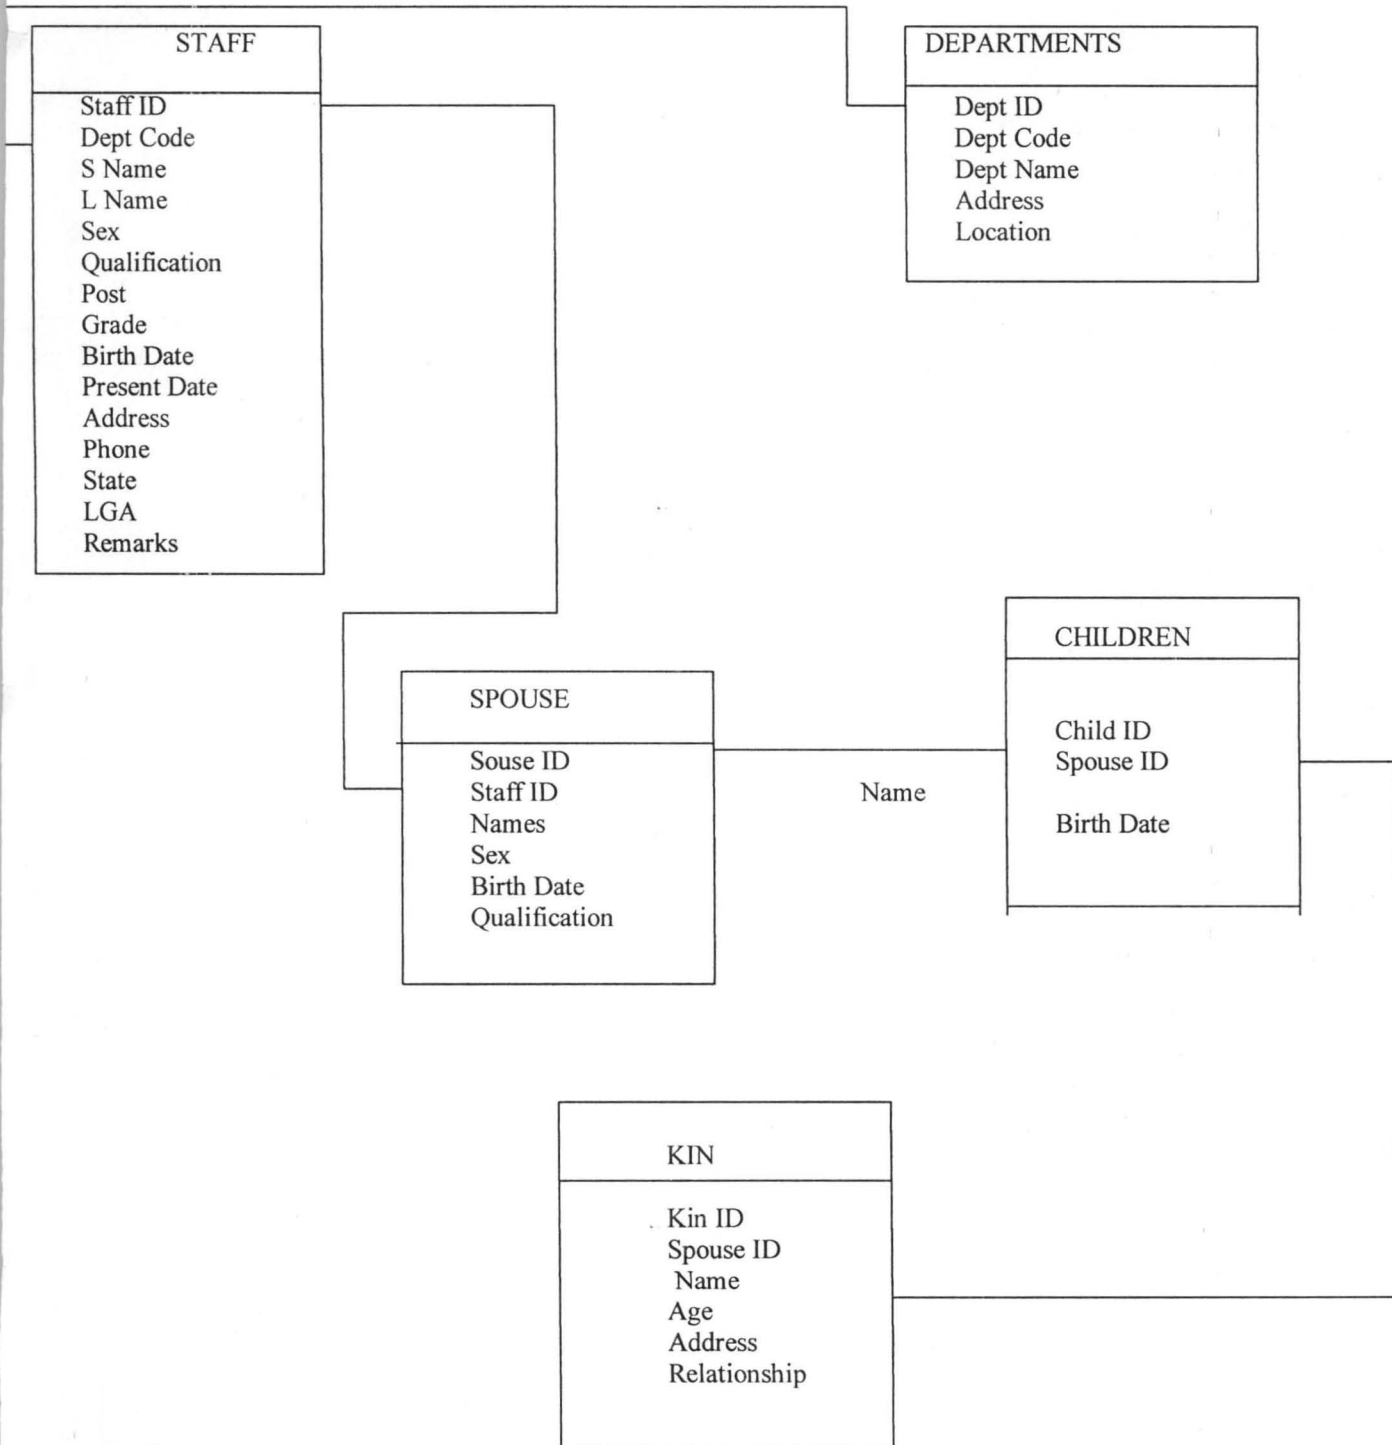 STAFF
Staff ID
Dept Code
S Name
L Name
Sex
Qualification
Post
Grade
Birth Date
Present Date
Address
Phone
State
LGA
Remarks
DEPARTMENTS
Dept ID
Dept Code
Dept Name
Address
Location
SPOUSE
Souse ID
Staff ID
Names
Sex
Birth Date
Qualification
Name
CHILDREN
Child ID
Spouse ID
Birth Date
KIN
Kin ID
Spouse ID
Name
Age
Address
Relationship